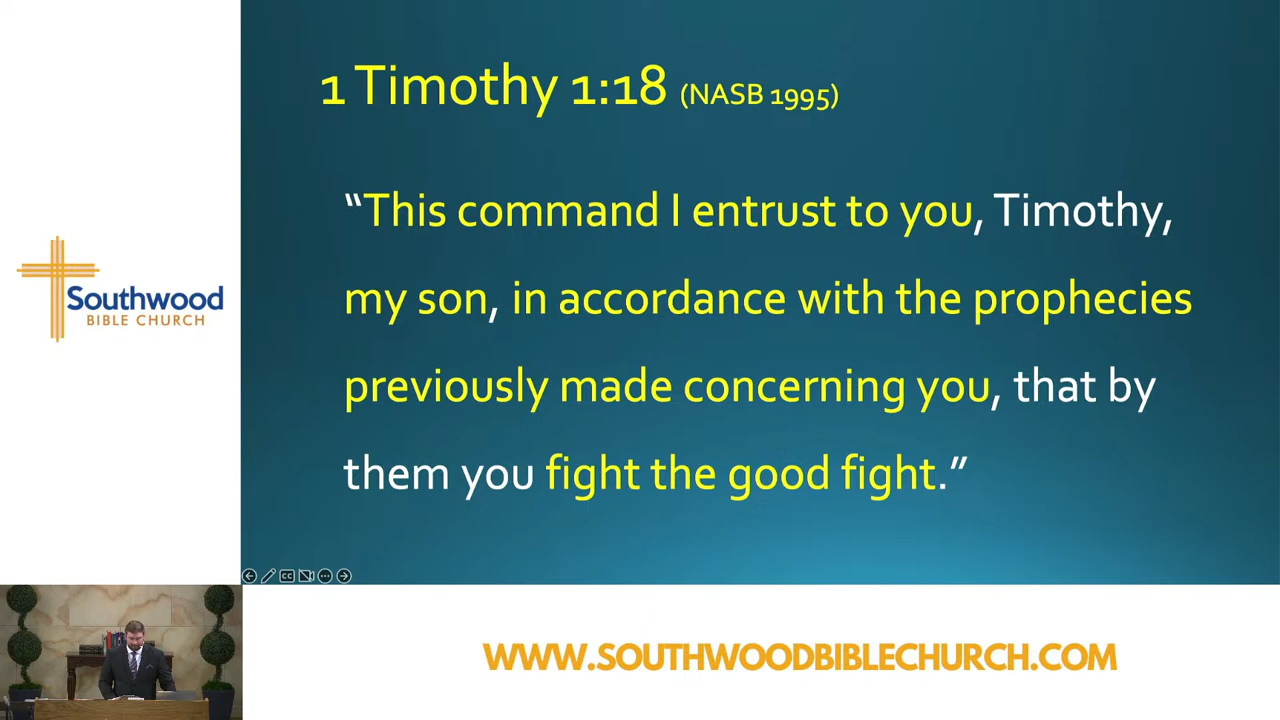 1 Timothy 1:18 (NASB 1995)
“This command I entrust to you, Timothy,
my son, in accordance with the prophecies
previously made concerning you, that by
them you fight the good fight.”
Southwood
BIBLE CHURCH
CC
WWW.SOUTHWOODBIBLECHURCH.COM